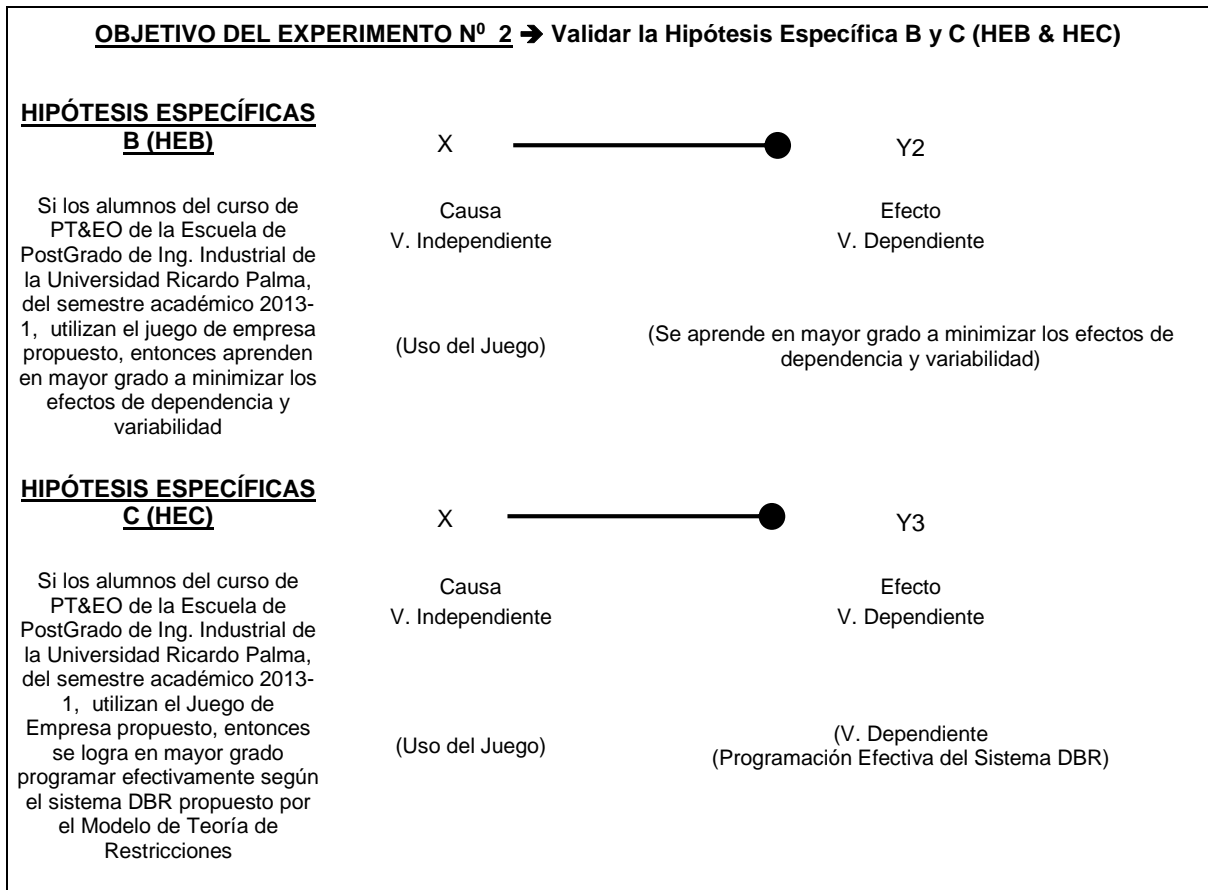 OBJETIVO DEL EXPERIMENTO Nº 2 → Validar la Hipótesis Específica B y C (HEB & HEC)
HIPÓTESIS ESPECÍFICAS
B (HEB)
X
Y2
Si los alumnos del curso de
PT&EO de la Escuela de
PostGrado de Ing. Industrial de
la Universidad Ricardo Palma,
del semestre académico 2013-
1, utilizan el juego de empresa
propuesto, entonces aprenden
en mayor grado a minimizar los
efectos de dependencia y
variabilidad
Causa
V. Independiente
Efecto
V. Dependiente
(Uso del Juego)
(Se aprende en mayor grado a minimizar los efectos de
dependencia y variabilidad)
HIPÓTESIS ESPECÍFICAS
C (HEC)
X
Y3
Si los alumnos del curso de
PT&EO de la Escuela de
PostGrado de Ing. Industrial de
la Universidad Ricardo Palma,
del semestre académico 2013-
1, utilizan el Juego de
Empresa propuesto, entonces
se logra en mayor grado
programar efectivamente según
el sistema DBR propuesto por
el Modelo de Teoría de
Restricciones
Causa
V. Independiente
Efecto
V. Dependiente
(Uso del Juego)
(V. Dependiente
(Programación Efectiva del Sistema DBR)